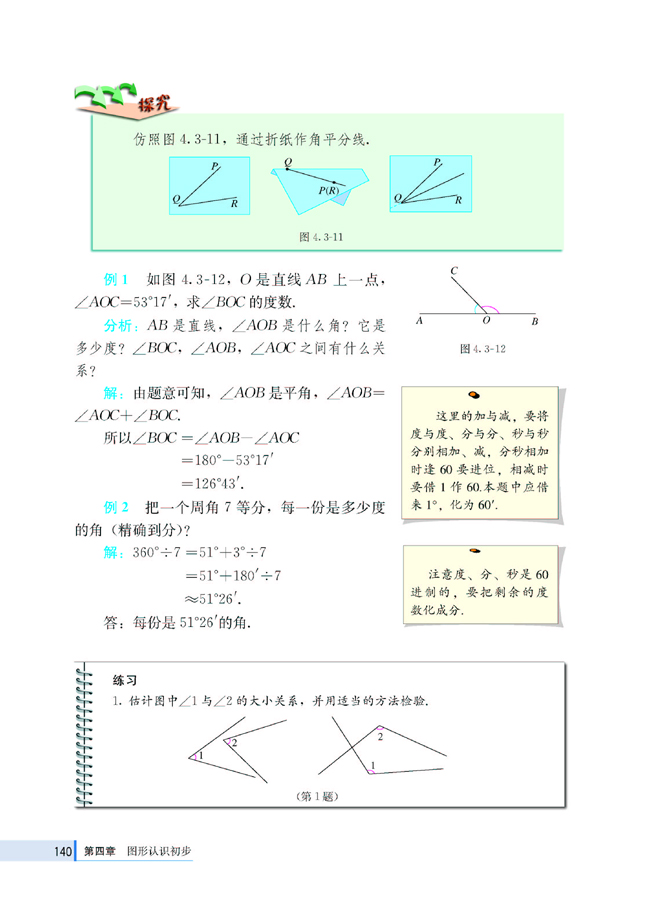 探究
仿照图 4.3-11，通过折纸作角平分线.
P
Q
R
Q
P(R)
P
Q
R
图 4.3-11
例 1 如图 4.3-12，O 是直线 AB 上一点，
∠AOC=53°17′，求∠BOC 的度数.
分析：AB 是直线，∠AOB 是什么角？它是
多少度？∠BOC，∠AOB，∠AOC 之间有什么关
系？
C
A
O
B
图 4.3-12
解：由题意可知，∠AOB 是平角，∠AOB=
∠AOC+∠BOC.
所以∠BOC =∠AOB-∠AOC
=180°-53°17′
=126°43′.
这里的加与减，要将
度与度、分与分、秒与秒
分别相加、减，分秒相加
时逢 60 要进位，相减时
要借 1 作 60.本题中应借
来 1°，化为 60′.
例 2 把一个周角 7 等分，每一份是多少度
的角（精确到分）？
解：360°÷7 =51°+3°÷7
=51°+180′÷7
≈51°26′.
答：每份是 51°26′的角.
注意度、分、秒是 60
进制的，要把剩余的度
数化成分.
练习
1. 估计图中∠1 与∠2 的大小关系，并用适当的方法检验.
1
2
2
1
（第 1 题）
140 第四章 图形认识初步